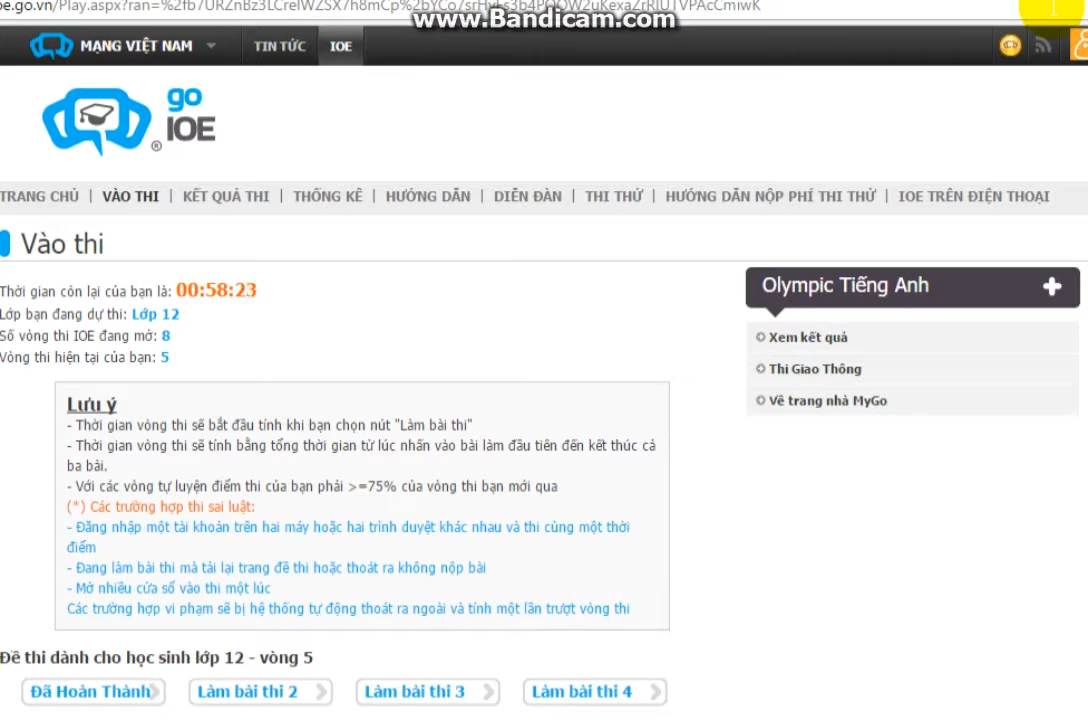 www.Bandicam.com
MẠNG VIỆT NAM
TIN TỨC
IOE
go
IOE
®
TRANG CHỦ | VÀO THI | KẾT QUẢ THI | THỐNG KÊ | HƯỚNG DẪN | DIỄN ĐÀN | THI THỬ | HƯỚNG DẪN NỘP PHÍ THI THỬ | IOE TRÊN ĐIỆN THOẠI
Vào thi
Thời gian còn lại của bạn là: 00:58:23
Lớp bạn đang dự thi: Lớp 12
Số vòng thi IOE đang mở: 8
Vòng thi hiện tại của bạn: 5
Olympic Tiếng Anh
Xem kết quả
Thi Giao Thông
Về trang nhà MyGo
Lưu ý
- Thời gian vòng thi sẽ bắt đầu tính khi bạn chọn nút "Làm bài thi"
- Thời gian vòng thi sẽ tính bằng tổng thời gian từ lúc nhấn vào bài làm đầu tiên đến kết thúc cả
ba bài.
- Với các vòng tự luyện điểm thi của bạn phải >=75% của vòng thi bạn mới qua
(*) Các trường hợp thi sai luật:
- Đăng nhập một tài khoản trên hai máy hoặc hai trình duyệt khác nhau và thi cùng một thời
điểm
- Đang làm bài thi mà tải lại trang đề thi hoặc thoát ra không nộp bài
- Mở nhiều cửa sổ vào thi một lúc
Các trường hợp vi phạm sẽ bị hệ thống tự động thoát ra ngoài và tính một lần trượt vòng thi
Đề thi dành cho học sinh lớp 12 - vòng 5
Đã Hoàn Thành
Làm bài thi 2
Làm bài thi 3
Làm bài thi 4